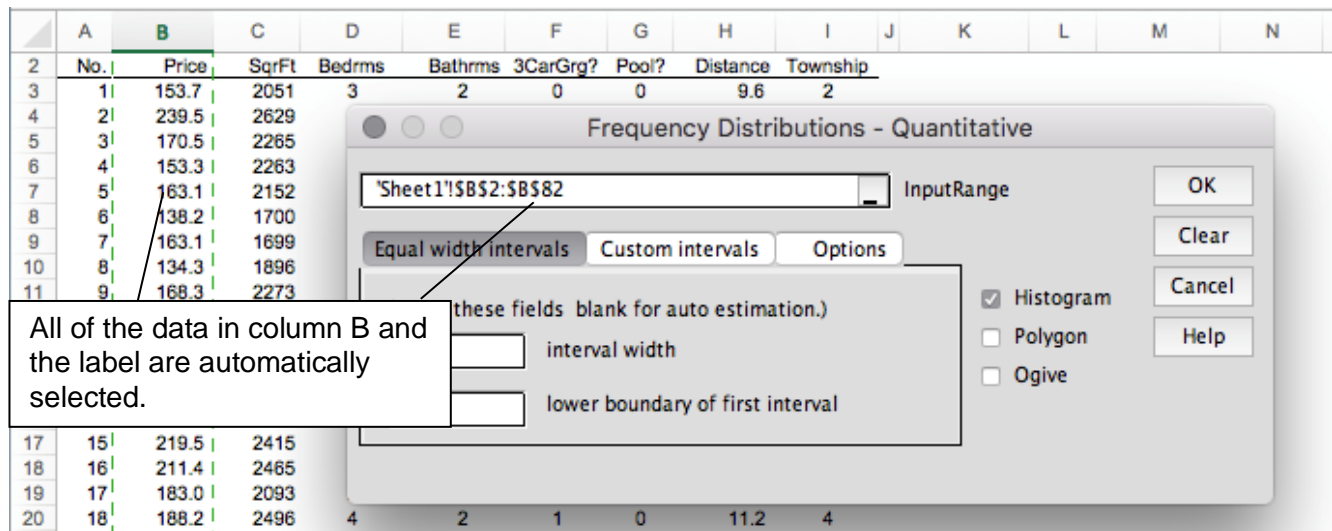 A B C D E F G H I J K L M N
2 No. Price SqrFt Bedrms Bathrms 3CarGrg? Pool? Distance Township
3 1 153.7 2051 3 2 0 0 9.6 2
4 2 239.5 2629
5 3 170.5 2265
6 4 153.3 2263
7 5 163.1 2152
8 6 138.2 1700
9 7 163.1 1699
10 8 134.3 1896
11 9 168.3 2273
Frequency Distributions - Quantitative
'Sheet1'!$B$2:$B$82 InputRange
OK
Clear
Cancel
Help
Equal width intervals Custom intervals Options
these fields blank for auto estimation.)
interval width
lower boundary of first interval
Histogram
Polygon
Ogive
All of the data in column B and
the label are automatically
selected.
17 15 219.5 2415
18 16 211.4 2465
19 17 183.0 2093
20 18 188.2 2496 4 2 1 0 11.2 4